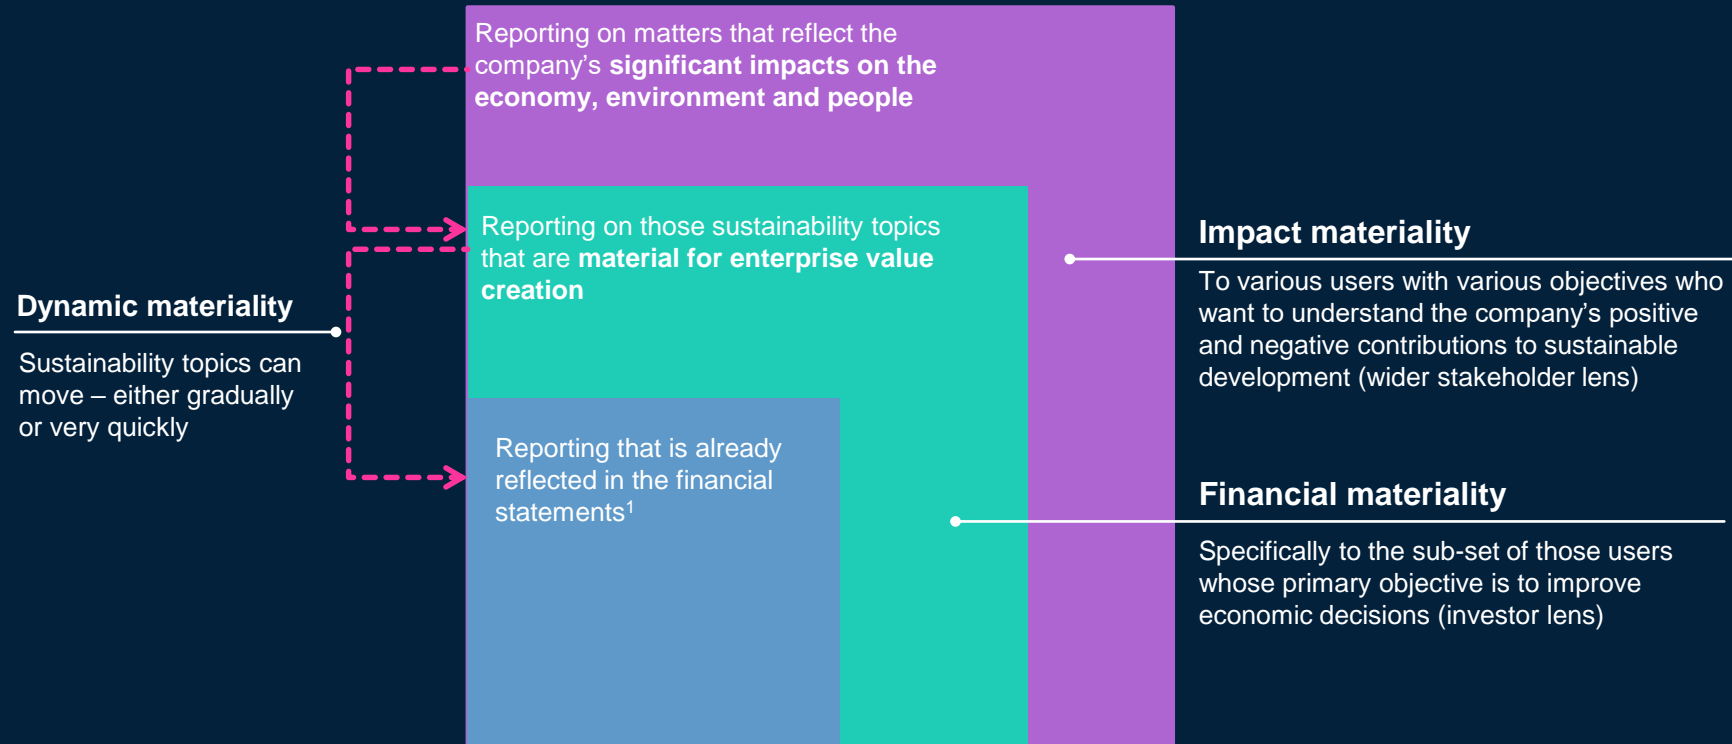 Reporting on matters that reflect the
company’s significant impacts on the
economy, environment and people
Reporting on those sustainability topics
that are material for enterprise value
creation
Reporting that is already
reflected in the financial
statements¹
Dynamic materiality
Sustainability topics can
move – either gradually
or very quickly
Impact materiality
To various users with various objectives who
want to understand the company’s positive
and negative contributions to sustainable
development (wider stakeholder lens)
Financial materiality
Specifically to the sub-set of those users
whose primary objective is to improve
economic decisions (investor lens)